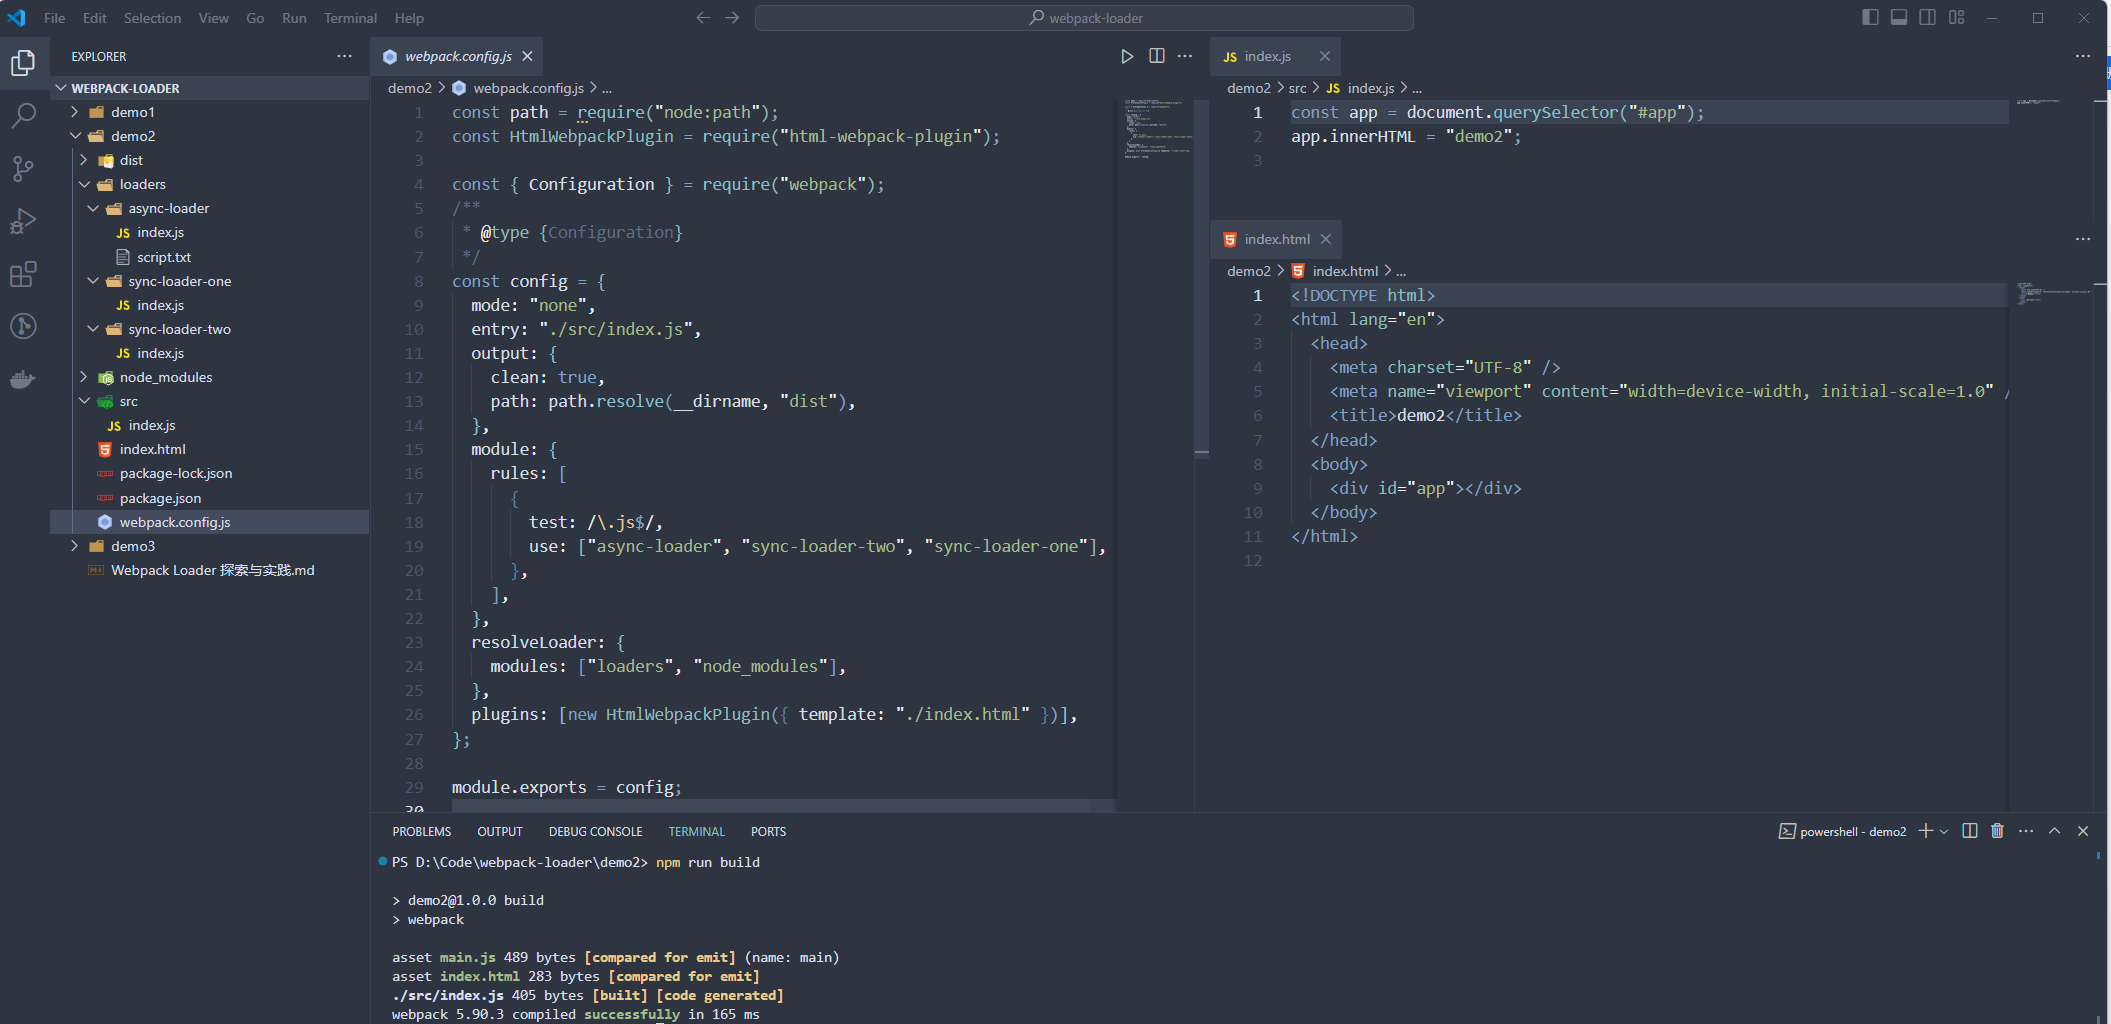 File Edit Selection View Go Run Terminal Help
webpack-loader
EXPLORER
WEBPACK-LOADER
demo1
demo2
dist
loaders
async-loader
JS index.js
script.txt
sync-loader-one
JS index.js
sync-loader-two
JS index.js
node_modules
src
JS index.js
index.html
package-lock.json
package.json
webpack.config.js
demo3
Webpack Loader 探索与实践.md
webpack.config.js
demo2 > webpack.config.js > ...
1 const path = require("node:path");
2 const HtmlWebpackPlugin = require("html-webpack-plugin");
3
4 const { Configuration } = require("webpack");
5 /**
6 * @type {Configuration}
7 */
8 const config = {
9 mode: "none",
10 entry: "./src/index.js",
11 output: {
12 clean: true,
13 path: path.resolve(__dirname, "dist"),
14 },
15 module: {
16 rules: [
17 {
18 test: /\.js$/,
19 use: ["async-loader", "sync-loader-two", "sync-loader-one"],
20 },
21 ],
22 },
23 resolveLoader: {
24 modules: ["loaders", "node_modules"],
25 },
26 plugins: [new HtmlWebpackPlugin({ template: "./index.html" })],
27 };
28
29 module.exports = config;
30
JS index.js
demo2 > src > JS index.js > ...
1 const app = document.querySelector("#app");
2 app.innerHTML = "demo2";
3
index.html
demo2 > index.html > ...
1 <!DOCTYPE html>
2 <html lang="en">
3 <head>
4 <meta charset="UTF-8" />
5 <meta name="viewport" content="width=device-width, initial-scale=1.0" /
6 <title>demo2</title>
7 </head>
8 <body>
9 <div id="app"></div>
10 </body>
11 </html>
12
PROBLEMS OUTPUT DEBUG CONSOLE TERMINAL PORTS
powershell - demo2
PS D:\Code\webpack-loader\demo2> npm run build
> demo2@1.0.0 build
> webpack
asset main.js 489 bytes [compared for emit] (name: main)
asset index.html 283 bytes [compared for emit]
./src/index.js 405 bytes [built] [code generated]
webpack 5.90.3 compiled successfully in 165 ms